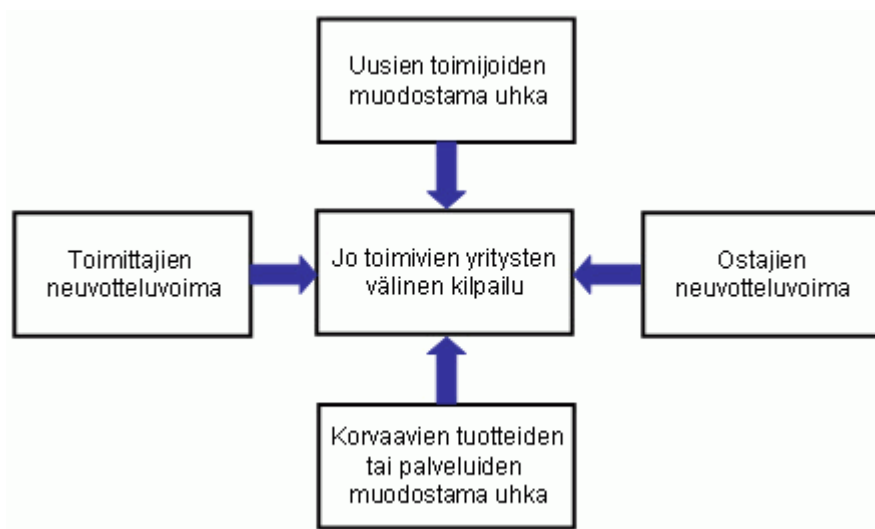 Uusien toimijoiden
muodostama uhka
Toimittajien
neuvotteluvoima
Jo toimivien yritysten
välinen kilpailu
Ostajien
neuvotteluvoima
Korvaavien tuotteiden
tai palveluiden
muodostama uhka